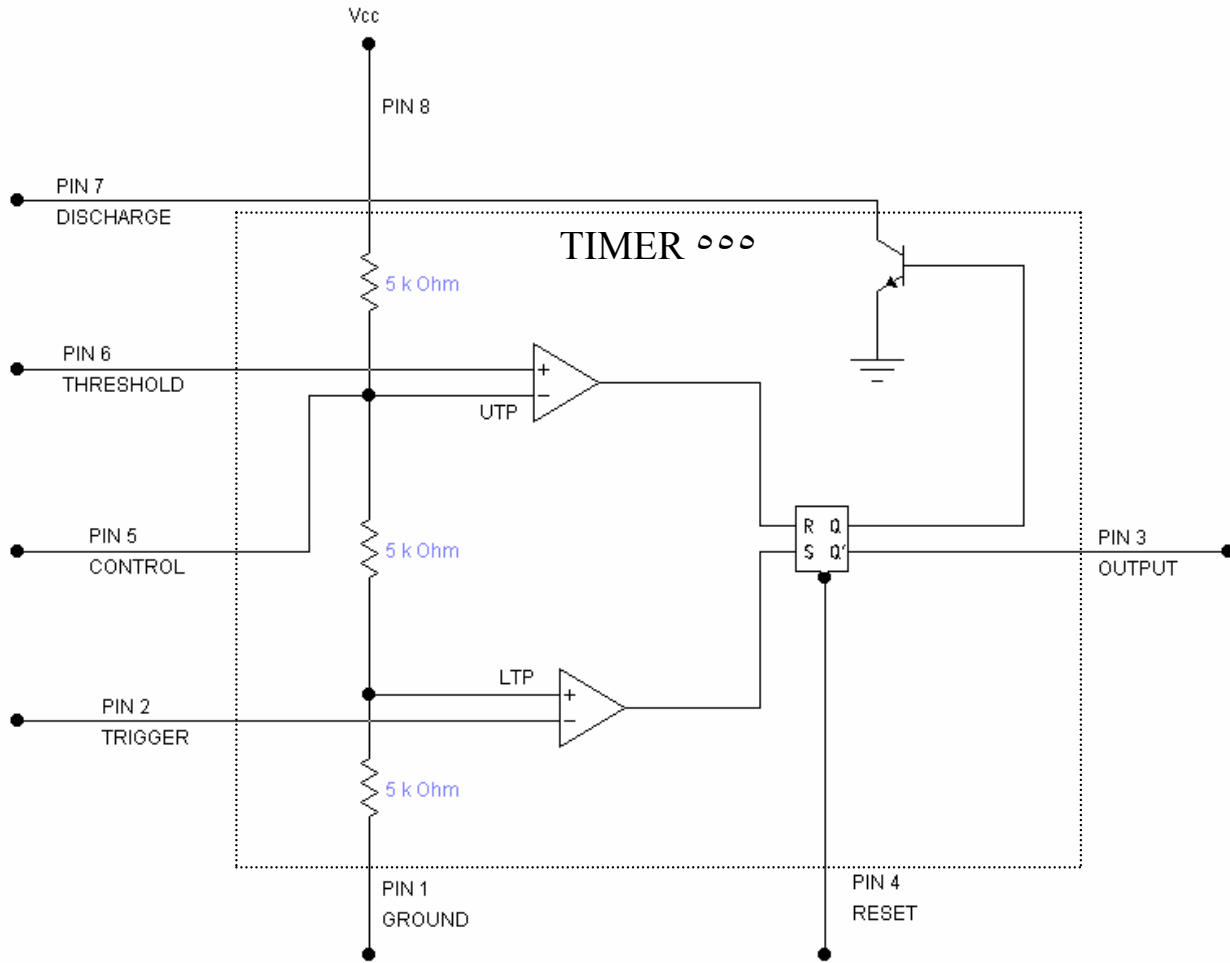 Vcc
PIN 8
PIN 7
DISCHARGE
TIMER ٥٥٥
5 k Ohm
PIN 6
THRESHOLD
+
−
UTP
PIN 5
CONTROL
5 k Ohm
R Q
S Q'
PIN 3
OUTPUT
LTP
+
−
PIN 2
TRIGGER
5 k Ohm
PIN 1
GROUND
PIN 4
RESET